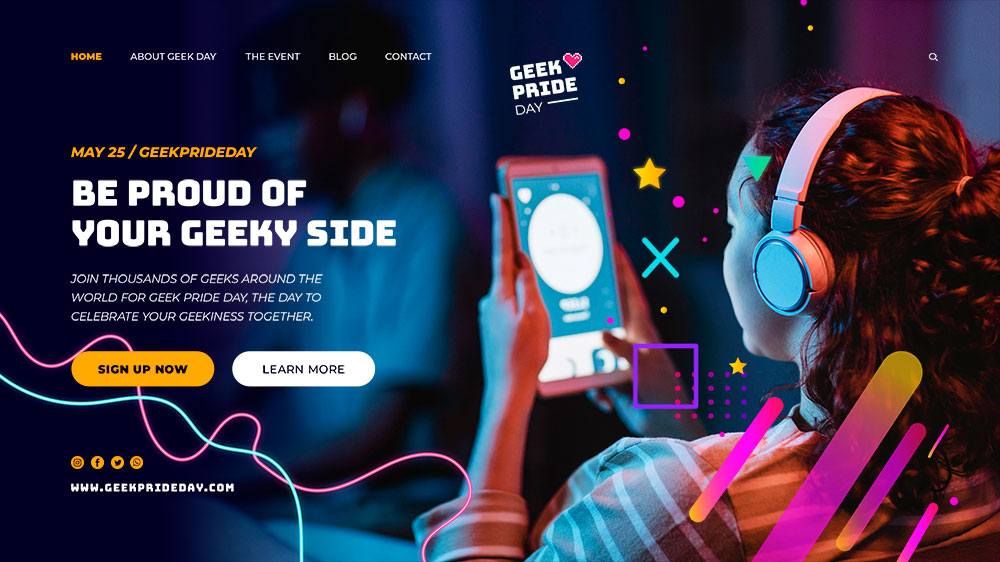 HOME
ABOUT GEEK DAY
THE EVENT
BLOG
CONTACT
GEEK
PRIDE
DAY
MAY 25 / GEEKPRIDEDAY
BE PROUD OF
YOUR GEEKY SIDE
JOIN THOUSANDS OF GEEKS AROUND THE
WORLD FOR GEEK PRIDE DAY, THE DAY TO
CELEBRATE YOUR GEEKINESS TOGETHER.
SIGN UP NOW
LEARN MORE
WWW.GEEKPRIDEDAY.COM